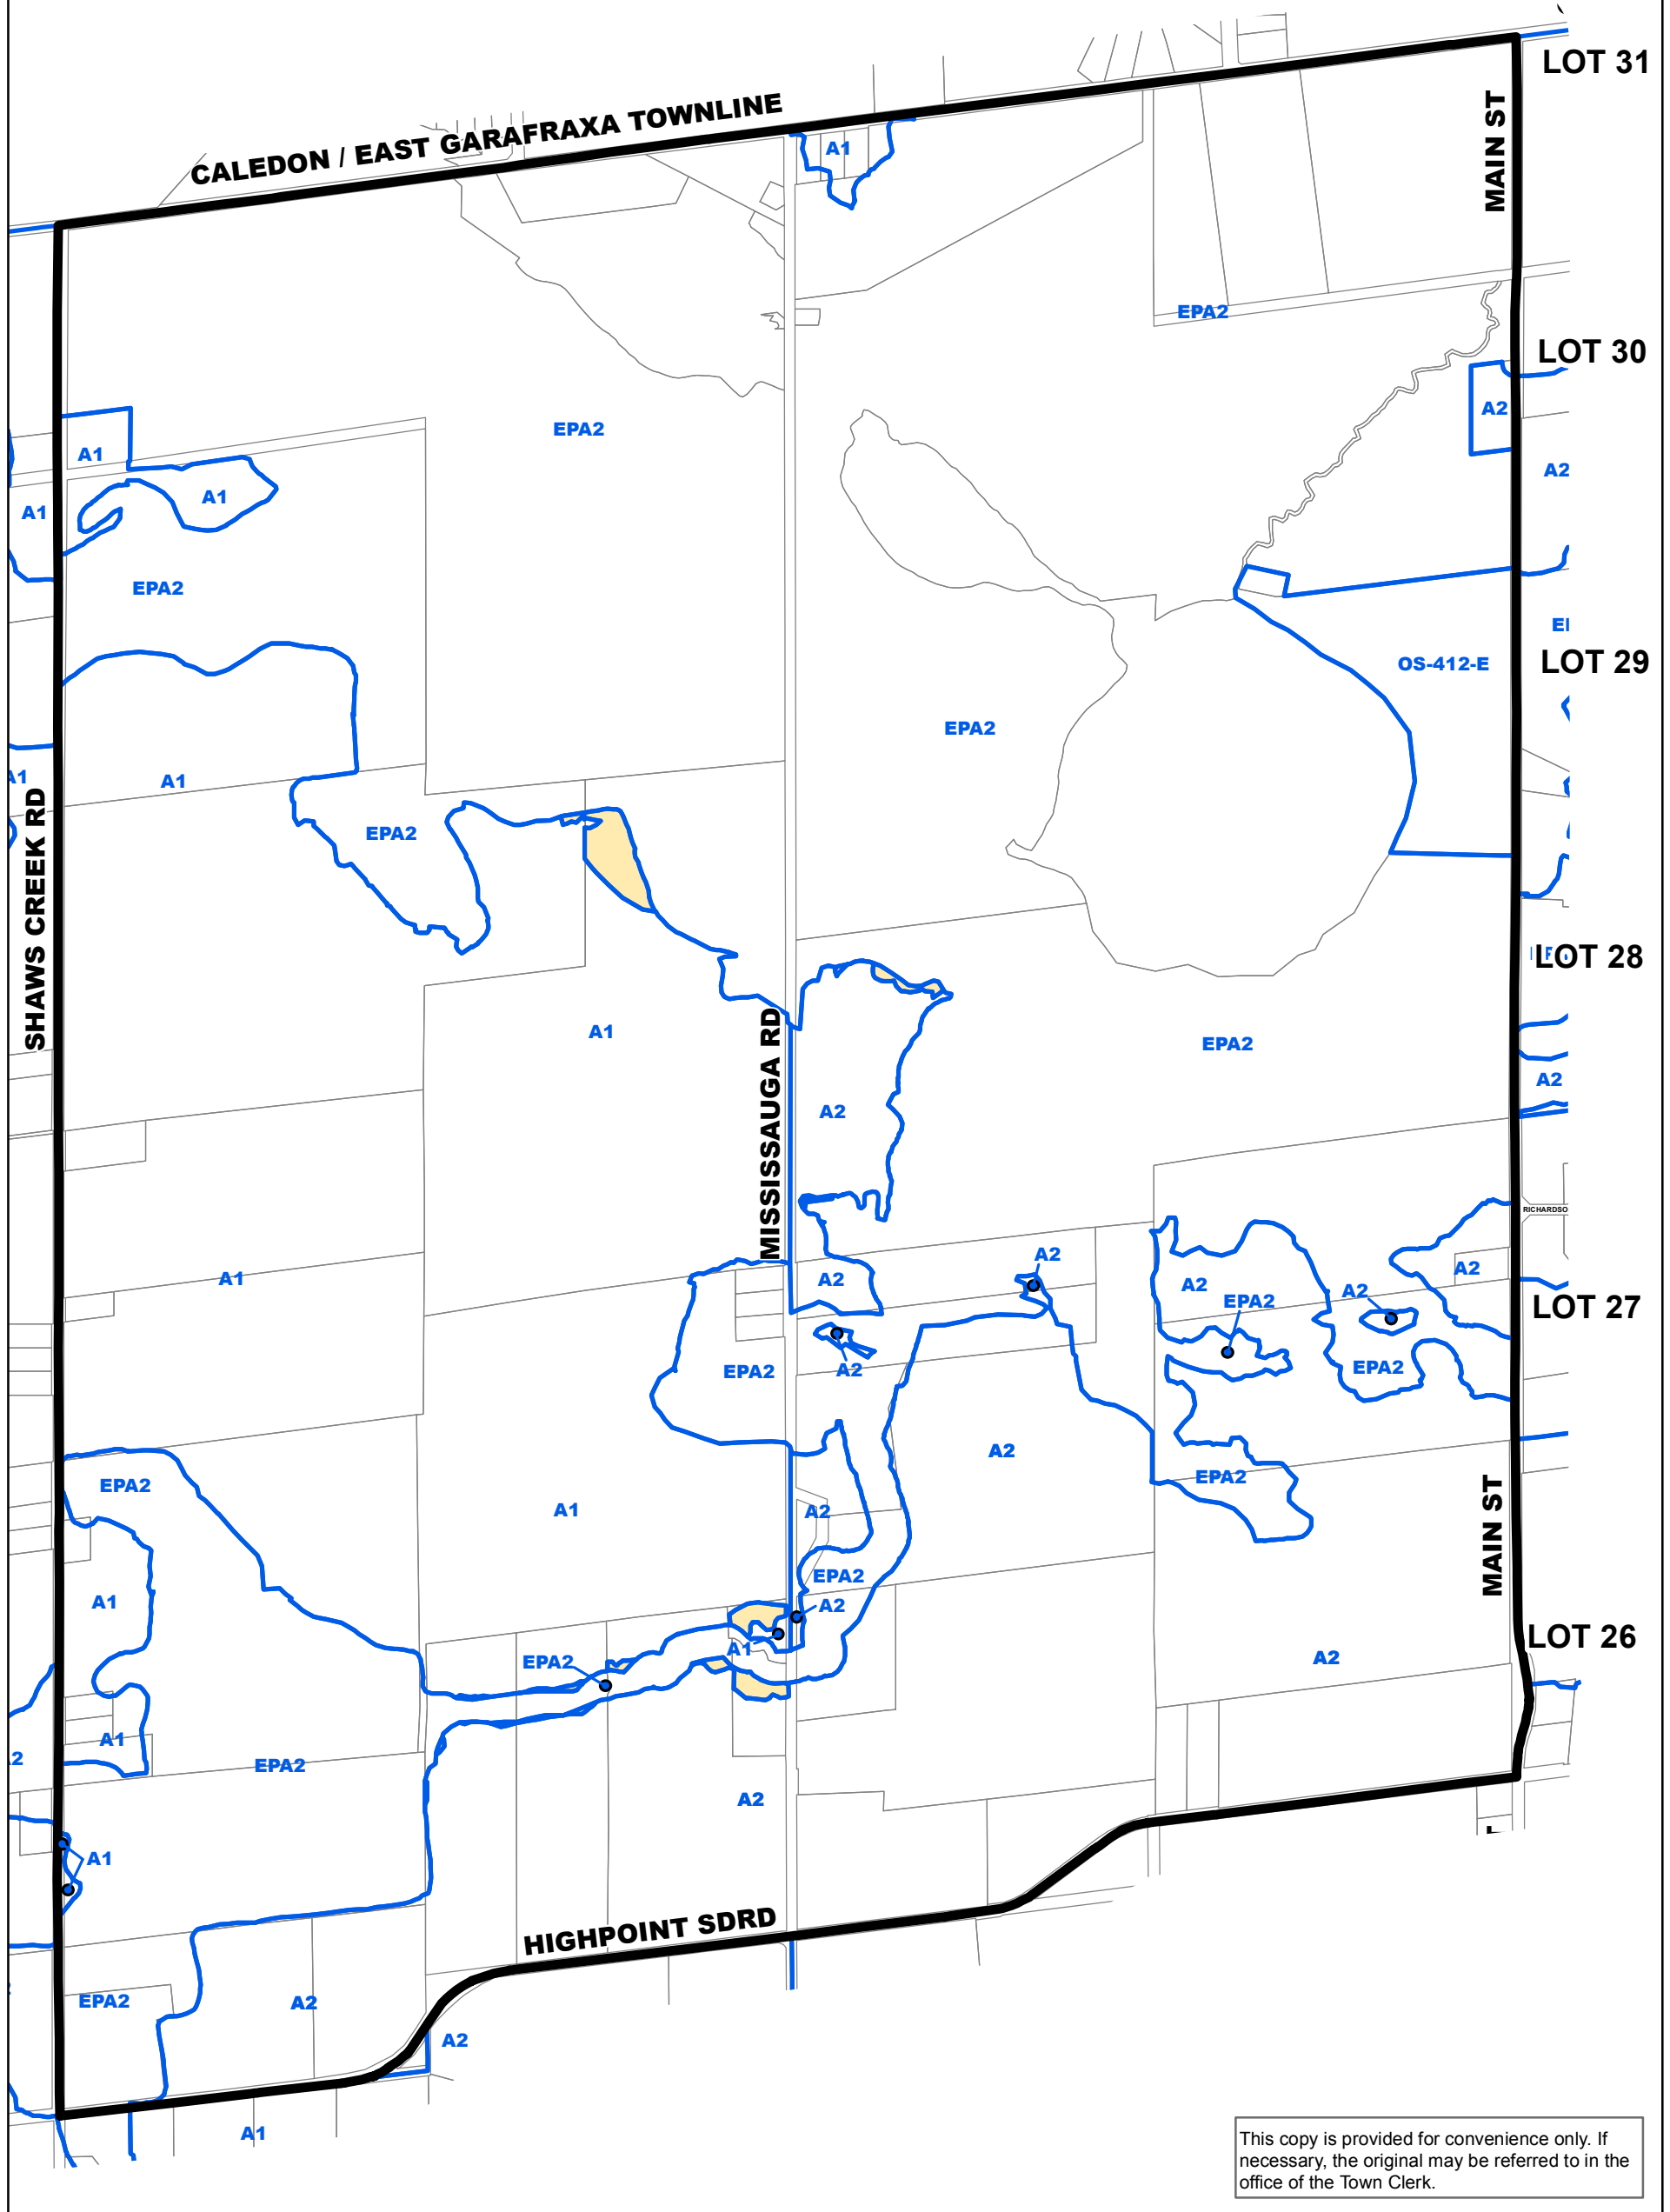 LOT 31
MAIN ST
CALEDON / EAST GARAFRAXA TOWNLINE
A1
EPA2
LOT 30
A2
EPA2
A1
A2
A1
A1
EPA2
OS-412-E
LOT 29
EPA2
A1
A1
EPA2
SHAWS CREEK RD
LOT 28
A1
MISSISSAUGA RD
EPA2
A2
A2
RICHARDSO
A2
A2
A1
A2
A2
A2
EPA2
LOT 27
EPA2
A2
EPA2
A2
EPA2
EPA2
A1
A2
MAIN ST
EPA2
A1
A2
LOT 26
A1
EPA2
A2
A1
EPA2
A2
A1
HIGHPOINT SDRD
EPA2
A2
A2
A1
This copy is provided for convenience only. If
necessary, the original may be referred to in the
office of the Town Clerk.